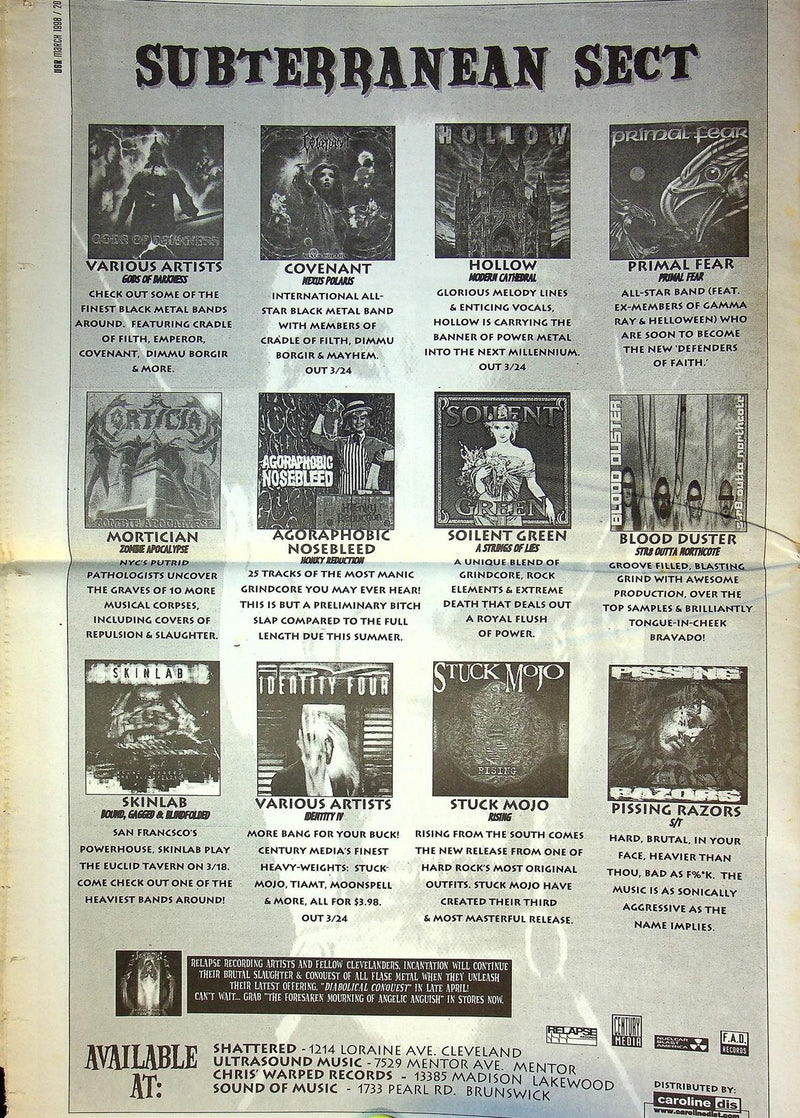 USR MARCH 1998 / 20
SUBTERRANEAN SECT
GODS OF DARKNESS
VARIOUS ARTISTS
GODS OF DARKNESS
CHECK OUT SOME OF THE
FINEST BLACK METAL BANDS
AROUND. FEATURING CRADLE
OF FILTH, EMPEROR,
COVENANT, DIMMU BORGIR
& MORE.
COVENANT
NEXUS POLARIS
INTERNATIONAL ALL-
STAR BLACK METAL BAND
WITH MEMBERS OF
CRADLE OF FILTH, DIMMU
BORGIR & MAYHEM.
OUT 3/24
HOLLOW
HOLLOW
MODERN CATHEDRAL
GLORIOUS MELODY LINES
& ENTICING VOCALS,
HOLLOW IS CARRYING THE
BANNER OF POWER METAL
INTO THE NEXT MILLENNIUM.
OUT 3/24
PRIMAL FEAR
PRIMAL FEAR
PRIMAL FEAR
ALL-STAR BAND (FEAT.
EX-MEMBERS OF GAMMA
RAY & HELLOWEEN) WHO
ARE SOON TO BECOME
THE NEW 'DEFENDERS
OF FAITH.'
MORTICIAN
ZOMBIE APOCALYPSE
MORTICIAN
ZOMBIE APOCALYPSE
NYC'S PUTRID
PATHOLOGISTS UNCOVER
THE GRAVES OF 10 MORE
MUSICAL CORPSES,
INCLUDING COVERS OF
REPULSION & SLAUGHTER.
AGORAPHOBIC
NOSEBLEED
Honky
Reduction
AGORAPHOBIC
NOSEBLEED
HONKY REDUCTION
25 TRACKS OF THE MOST MANIC
GRINDCORE YOU MAY EVER HEAR!
THIS IS BUT A PRELIMINARY BITCH
SLAP COMPARED TO THE FULL
LENGTH DUE THIS SUMMER.
SOILENT
GREEN
SOILENT GREEN
A STRINGS OF LIES
A UNIQUE BLEND OF
GRINDCORE, ROCK
ELEMENTS & EXTREME
DEATH THAT DEALS OUT
A ROYAL FLUSH
OF POWER.
BLOOD DUSTER
str8 outta northcote
BLOOD DUSTER
STR8 OUTTA NORTHCOTE
GROOVE FILLED, BLASTING
GRIND WITH AWESOME
PRODUCTION, OVER THE
TOP SAMPLES & BRILLIANTLY
TONGUE-IN-CHEEK
BRAVADO!
SKINLAB
SKINLAB
BOUND, GAGGED & BLINDFOLDED
SAN FRANCSCO'S
POWERHOUSE, SKINLAB PLAY
THE EUCLID TAVERN ON 3/18.
COME CHECK OUT ONE OF THE
HEAVIEST BANDS AROUND!
IDENTITY FOUR
VARIOUS ARTISTS
IDENTITY IV
MORE BANG FOR YOUR BUCK!
CENTURY MEDIA'S FINEST
HEAVY-WEIGHTS: STUCK-
MOJO, TIAMT, MOONSPELL
& MORE, ALL FOR $3.98.
OUT 3/24
STUCK MOJO
RISING
STUCK MOJO
RISING
RISING FROM THE SOUTH COMES
THE NEW RELEASE FROM ONE OF
HARD ROCK'S MOST ORIGINAL
OUTFITS. STUCK MOJO HAVE
CREATED THEIR THIRD
& MOST MASTERFUL RELEASE.
PISSING
RAZORS
PISSING RAZORS
S/T
HARD, BRUTAL, IN YOUR
FACE, HEAVIER THAN
THOU, BAD AS F%*K. THE
MUSIC IS AS SONICALLY
AGGRESSIVE AS THE
NAME IMPLIES.
RELAPSE RECORDING ARTISTS AND FELLOW CLEVELANDERS, INCANTATION WILL CONTINUE
THEIR BRUTAL SLAUGHTER & CONQUEST OF ALL FLASE METAL WHEN THEY UNLEASH
THEIR LATEST OFFERING, "DIABOLICAL CONQUEST" IN LATE APRIL!
CAN'T WAIT... GRAB "THE FORESAKEN MOURNING OF ANGELIC ANGUISH" IN STORES NOW.
RELAPSE
CENTURY
MEDIA
NUCLEAR
BLAST
AMERICA
F.A.D.
RECORDS
AVAILABLE
AT:
SHATTERED - 1214 LORAINE AVE. CLEVELAND
ULTRASOUND MUSIC - 7529 MENTOR AVE. MENTOR
CHRIS' WARPED RECORDS - 13385 MADISON LAKEWOOD
SOUND OF MUSIC - 1733 PEARL RD. BRUNSWICK
DISTRIBUTED BY:
caroline dis
www.carolinedist.com